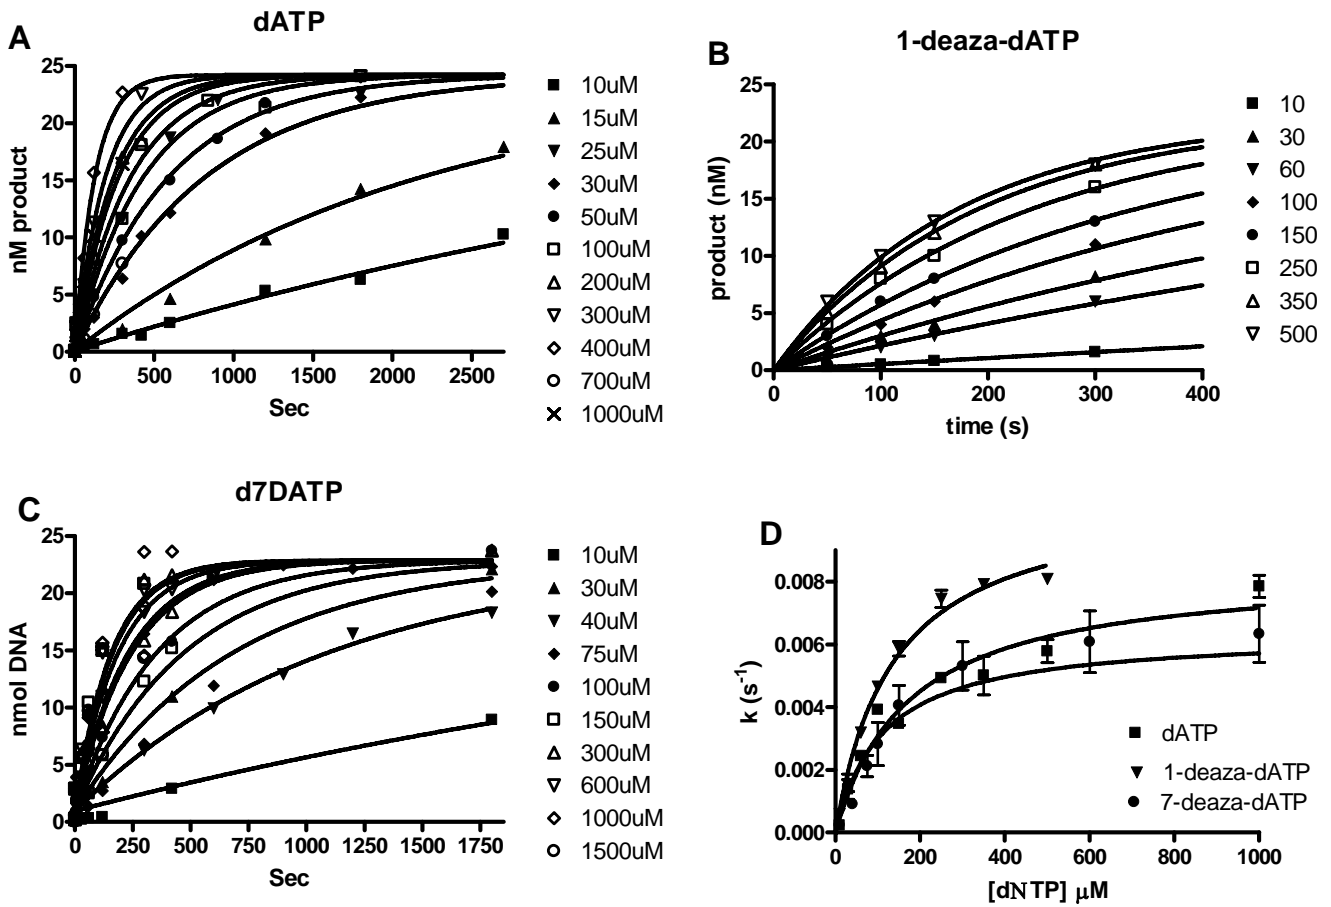 A
dATP
25
20
15
10
5
0
nM product
0 500 1000 1500 2000 2500
Sec
10uM
15uM
25uM
30uM
50uM
100uM
200uM
300uM
400uM
700uM
1000uM
B
1-deaza-dATP
25
20
15
10
5
0
product (nM)
0 100 200 300 400
time (s)
10
30
60
100
150
250
350
500
C
d7DATP
25
20
15
10
5
0
nmol DNA
0 250 500 750 1000 1250 1500 1750
Sec
10uM
30uM
40uM
75uM
100uM
150uM
300uM
600uM
1000uM
1500uM
D
0.008
0.006
0.004
0.002
0.000
k (s⁻¹)
0 200 400 600 800 1000
[dNTP] μM
dATP
1-deaza-dATP
7-deaza-dATP